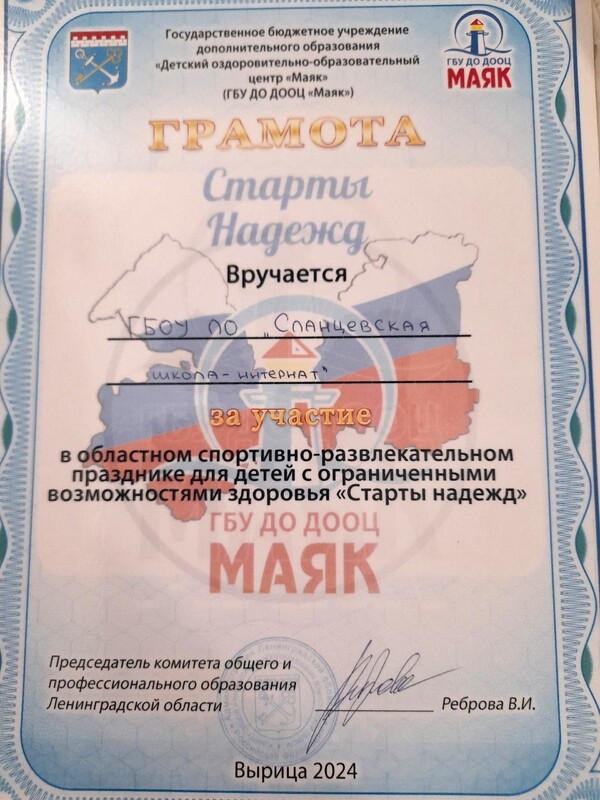 Государственное бюджетное учреждение
дополнительного образования
«Детский оздоровительно-образовательный
центр «Маяк»
(ГБУ ДО ДООЦ «Маяк»)
ГБУ ДО ДООЦ
МАЯК
ГРАМОТА
Старты
Надежд
Вручается
ГБОУ ЛО „Сланцевская
школа-интернат"
за участие
в областном спортивно-развлекательном
празднике для детей с ограниченными
возможностями здоровья «Старты надежд»
ГБУ ДО ДООЦ
МАЯК
Председатель комитета общего и
профессионального образования
Ленинградской области
Реброва В.И.
Вырица 2024